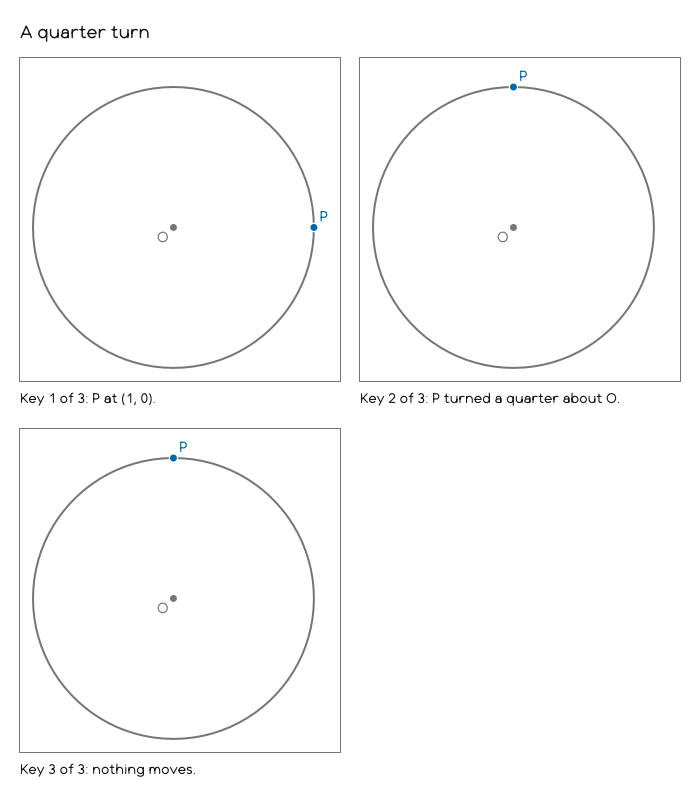 A quarter turn
P
O
Key 1 of 3: P at (1, 0).
P
O
Key 2 of 3: P turned a quarter about O.
P
O
Key 3 of 3: nothing moves.